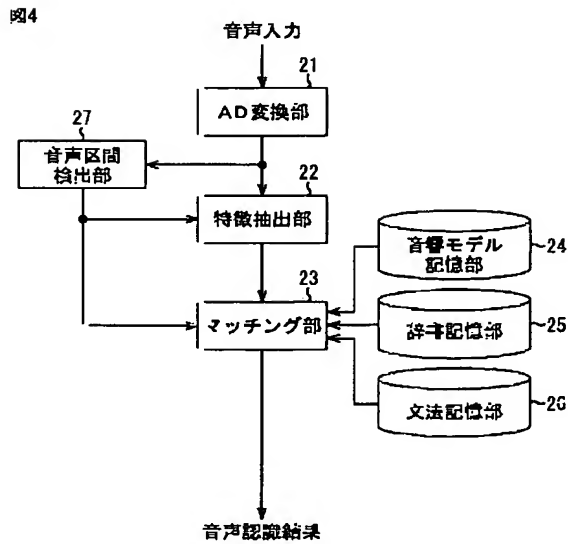 図4
音声入力
21
AD変換部
27
音声区間
検出部
22
特徴抽出部
23
マッチング部
音響モデル
記憶部
24
辞書記憶部
25
文法記憶部
26
音声認識結果